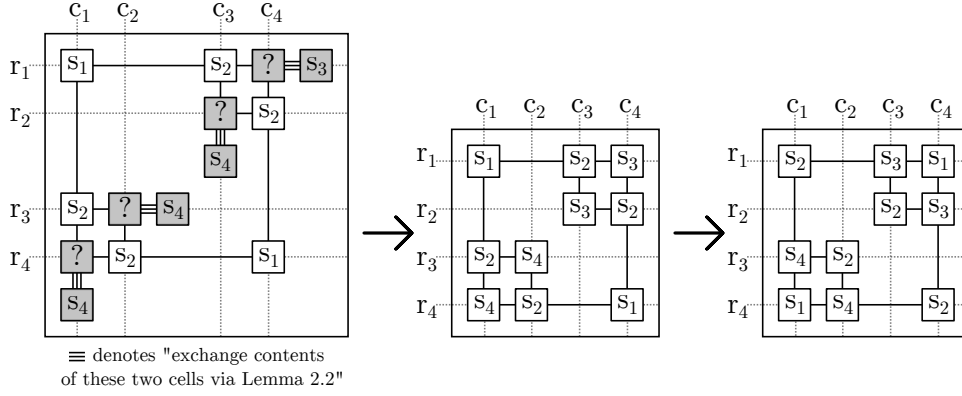 c₁ c₂ c₃ c₄
r₁ s₁ s₂ ? s₃
r₂ ? s₂
s₄
r₃ s₂ ? s₄
r₄ ? s₂ s₁
s₄
≡ denotes "exchange contents
of these two cells via Lemma 2.2"
c₁ c₂ c₃ c₄
r₁ s₁ s₂ s₃
r₂ s₃ s₂
r₃ s₂ s₄
r₄ s₄ s₂ s₁
c₁ c₂ c₃ c₄
r₁ s₂ s₃ s₁
r₂ s₂ s₃
r₃ s₄ s₂
r₄ s₁ s₄ s₂